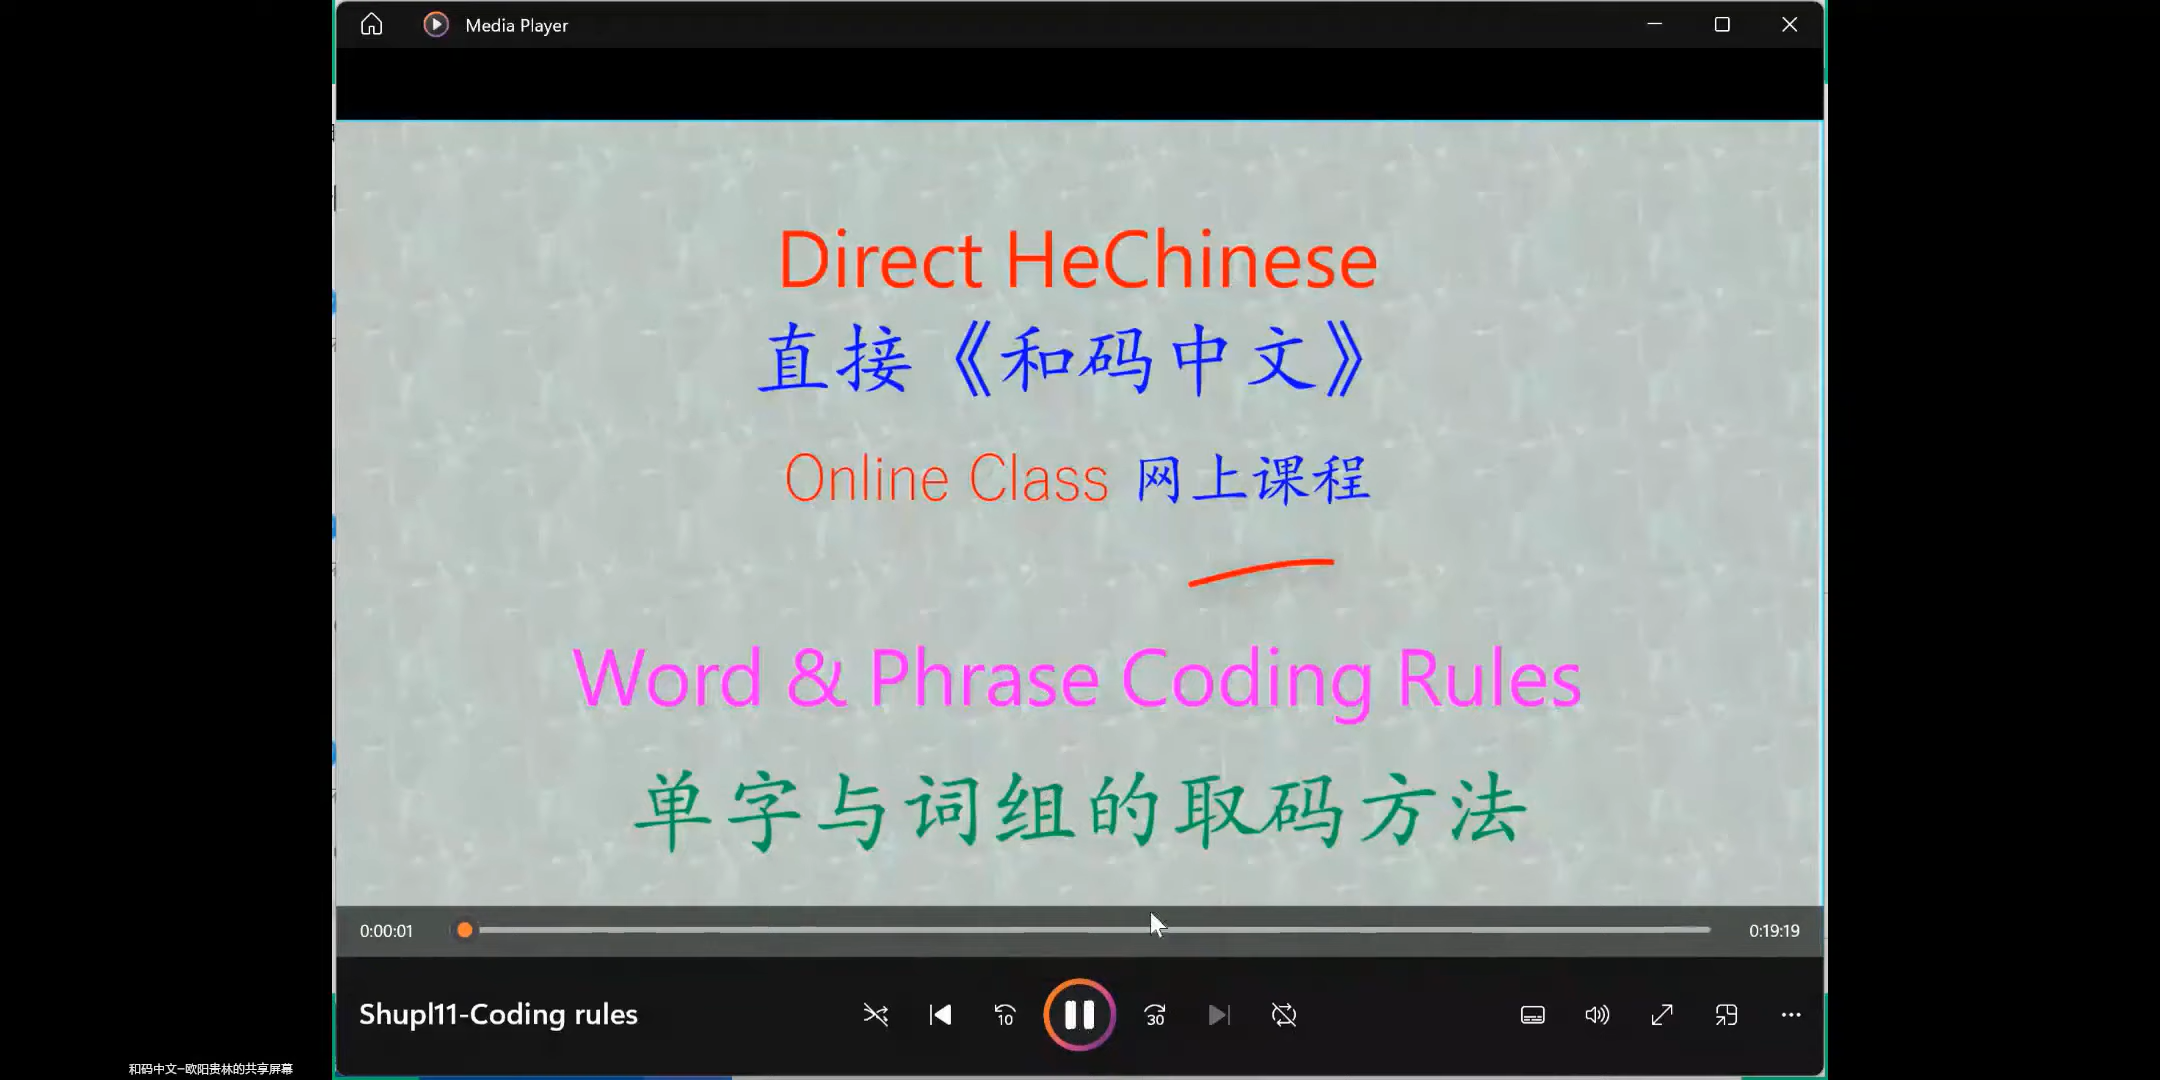 Media Player
Direct HeChinese
直接《和码中文》
Online Class 网上课程
Word & Phrase Coding Rules
单字与词组的取码方法
0:00:01
0:19:19
Shupl11-Coding rules
10
30
和码中文-欧阳贵林的共享屏幕